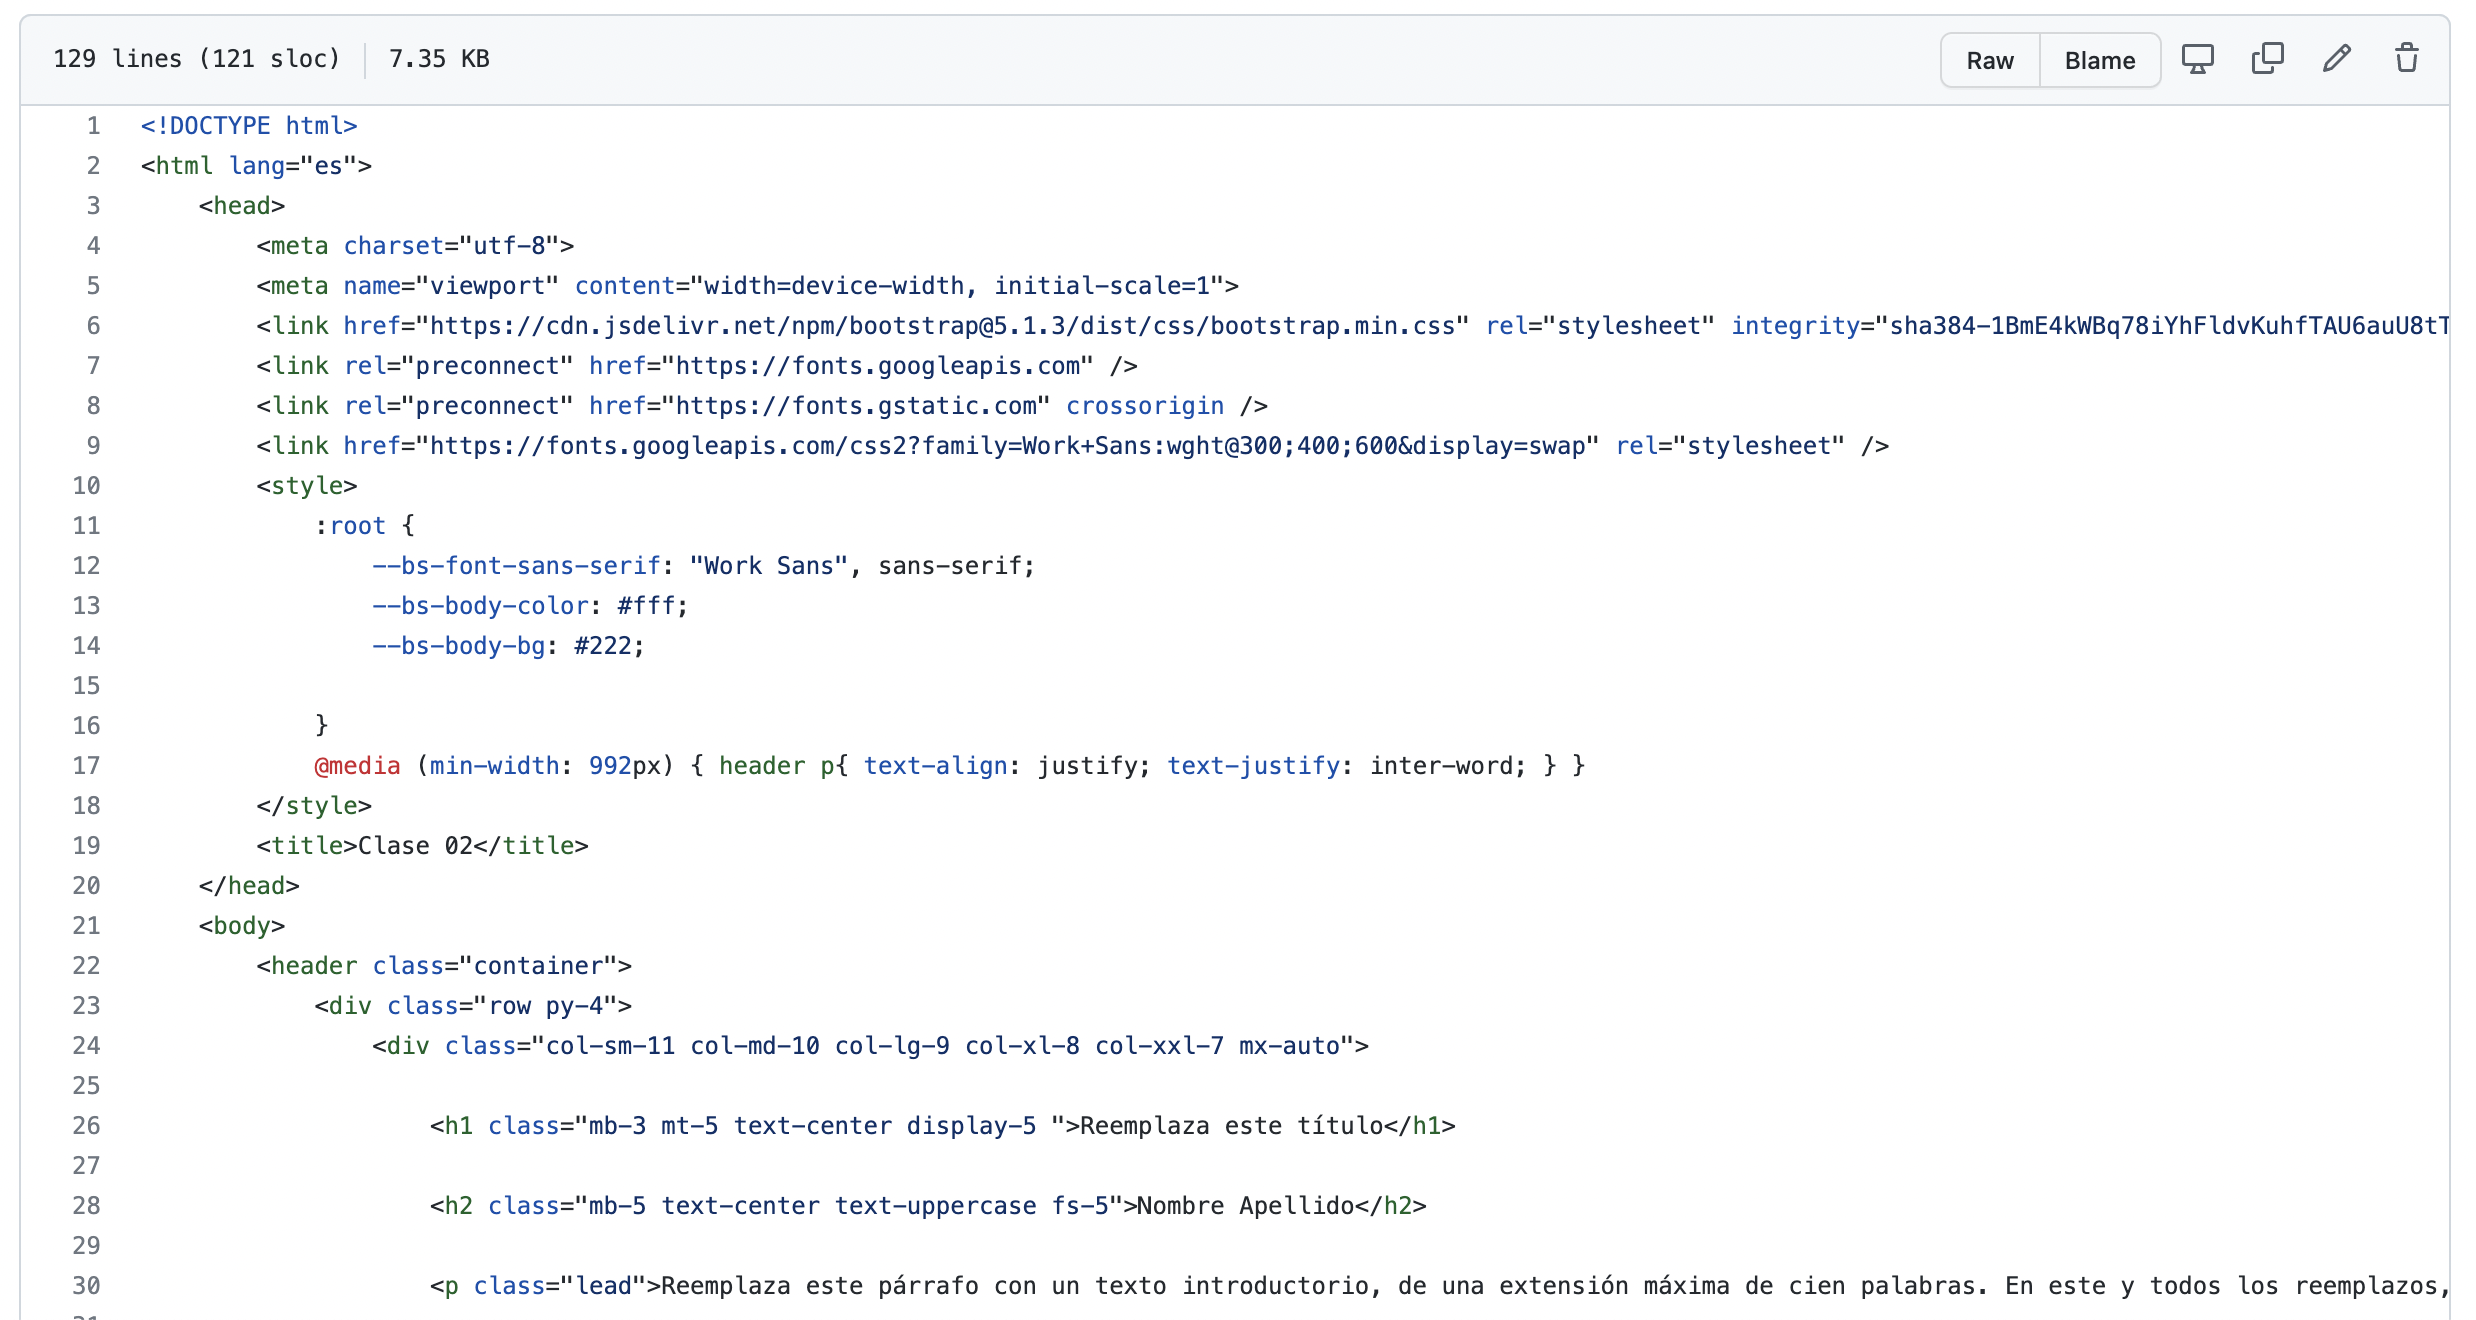 129 lines (121 sloc) 7.35 KB Raw Blame
1 <!DOCTYPE html>
2 <html lang="es">
3 <head>
4 <meta charset="utf-8">
5 <meta name="viewport" content="width=device-width, initial-scale=1">
6 <link href="https://cdn.jsdelivr.net/npm/bootstrap@5.1.3/dist/css/bootstrap.min.css" rel="stylesheet" integrity="sha384-1BmE4kWBq78iYhFldvKuhfTAU6auU8tT
7 <link rel="preconnect" href="https://fonts.googleapis.com" />
8 <link rel="preconnect" href="https://fonts.gstatic.com" crossorigin />
9 <link href="https://fonts.googleapis.com/css2?family=Work+Sans:wght@300;400;600&display=swap" rel="stylesheet" />
10 <style>
11 :root {
12 --bs-font-sans-serif: "Work Sans", sans-serif;
13 --bs-body-color: #fff;
14 --bs-body-bg: #222;
15
16 }
17 @media (min-width: 992px) { header p{ text-align: justify; text-justify: inter-word; } }
18 </style>
19 <title>Clase 02</title>
20 </head>
21 <body>
22 <header class="container">
23 <div class="row py-4">
24 <div class="col-sm-11 col-md-10 col-lg-9 col-xl-8 col-xxl-7 mx-auto">
25
26 <h1 class="mb-3 mt-5 text-center display-5 ">Reemplaza este título</h1>
27
28 <h2 class="mb-5 text-center text-uppercase fs-5">Nombre Apellido</h2>
29
30 <p class="lead">Reemplaza este párrafo con un texto introductorio, de una extensión máxima de cien palabras. En este y todos los reemplazos,